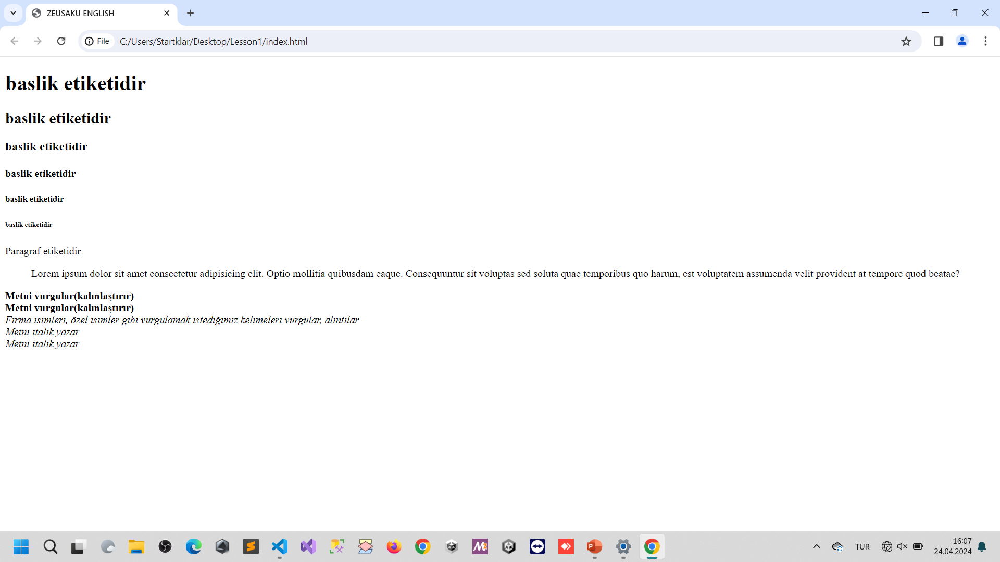 ZEUSAKU ENGLISH
File
C:/Users/Startklar/Desktop/Lesson1/index.html
baslik etiketidir
baslik etiketidir
baslik etiketidir
baslik etiketidir
baslik etiketidir
baslik etiketidir
Paragraf etiketidir
Lorem ipsum dolor sit amet consectetur adipisicing elit. Optio mollitia quibusdam eaque. Consequuntur sit voluptas sed soluta quae temporibus quo harum, est voluptatem assumenda velit provident at tempore quod beatae?
Metni vurgular(kalınlaştırır)
Metni vurgular(kalınlaştırır)
Firma isimleri, özel isimler gibi vurgulamak istediğimiz kelimeleri vurgular, alıntılar
Metni italik yazar
Metni italik yazar
TUR
16:07
24.04.2024